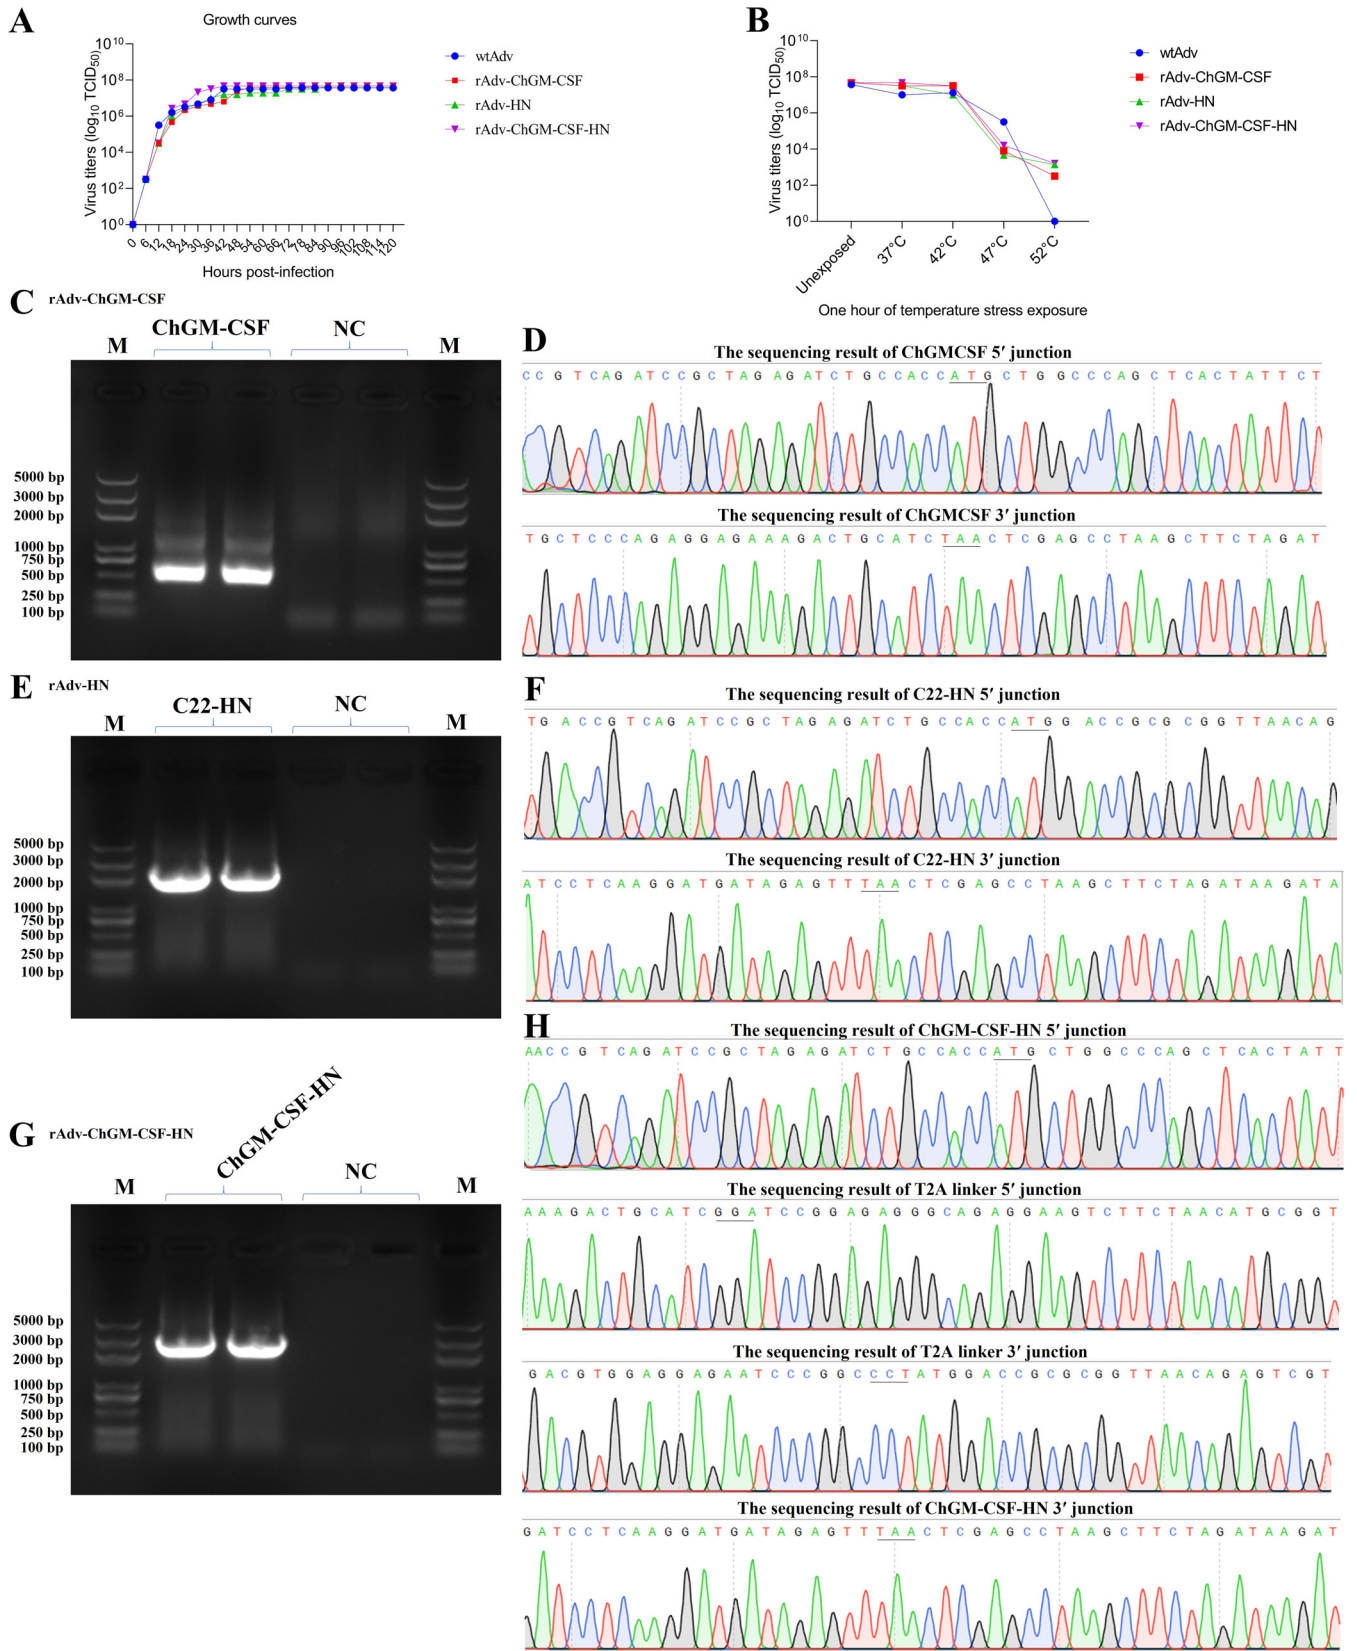 A
Growth curves
Virus titers (log10 TCID50)
10^10
10^8
10^6
10^4
10^2
10^0
0 6 12 18 24 30 36 42 48 54 60 66 72 78 84 90 96 102 108 114 120
Hours post-infection
wtAdv
rAdv-ChGM-CSF
rAdv-HN
rAdv-ChGM-CSF-HN
B
Virus titers (log10 TCID50)
10^10
10^8
10^6
10^4
10^2
10^0
Unexposed 37°C 42°C 47°C 52°C
One hour of temperature stress exposure
wtAdv
rAdv-ChGM-CSF
rAdv-HN
rAdv-ChGM-CSF-HN
C rAdv-ChGM-CSF
M ChGM-CSF NC M
5000 bp
3000 bp
2000 bp
1000 bp
750 bp
500 bp
250 bp
100 bp
D
The sequencing result of ChGMCSF 5′ junction
CCGTCAGATCCGCTAGAGATCTGCCACCATGCTGGCCCAGCTCACTATTCT
The sequencing result of ChGMCSF 3′ junction
TGCTCCCAGAGGAGAAAGACTGCATCTAACTCGAGCCTAAGCTTCTAGAT
E rAdv-HN
M C22-HN NC M
5000 bp
3000 bp
2000 bp
1000 bp
750 bp
500 bp
250 bp
100 bp
F
The sequencing result of C22-HN 5′ junction
TGACCGTCAGATCCGCTAGAGATCTGCCACCATGGACCGCGCGGTTAACAG
The sequencing result of C22-HN 3′ junction
ATCCTCAAGGATGATAGAGTTTAACTCGAGCCTAAGCTTCTAGATAAGATA
G rAdv-ChGM-CSF-HN
M ChGM-CSF-HN NC M
5000 bp
3000 bp
2000 bp
1000 bp
750 bp
500 bp
250 bp
100 bp
H
The sequencing result of ChGM-CSF-HN 5′ junction
AACCGTCAGATCCGCTAGAGATCTGCCACCATGCTGGCCCAGCTCACTATT
The sequencing result of T2A linker 5′ junction
AAAGACTGCATCGGATCCGGAGAGGGCAGAGGAAGTCTTCTAACATGCGGT
The sequencing result of T2A linker 3′ junction
GACGTGGAGGAGAATCCCGGCCCTATGGACCGCGCGGTTAACAGAGTCGT
The sequencing result of ChGM-CSF-HN 3′ junction
GATCCTCAAGGATGATAGAGTTTAACTCGAGCCTAAGCTTCTAGATAAGAT